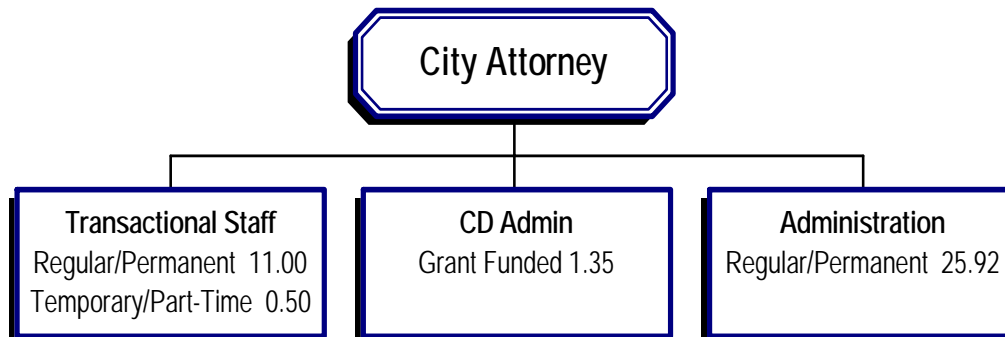 City Attorney
Transactional Staff
Regular/Permanent 11.00
Temporary/Part-Time 0.50
CD Admin
Grant Funded 1.35
Administration
Regular/Permanent 25.92